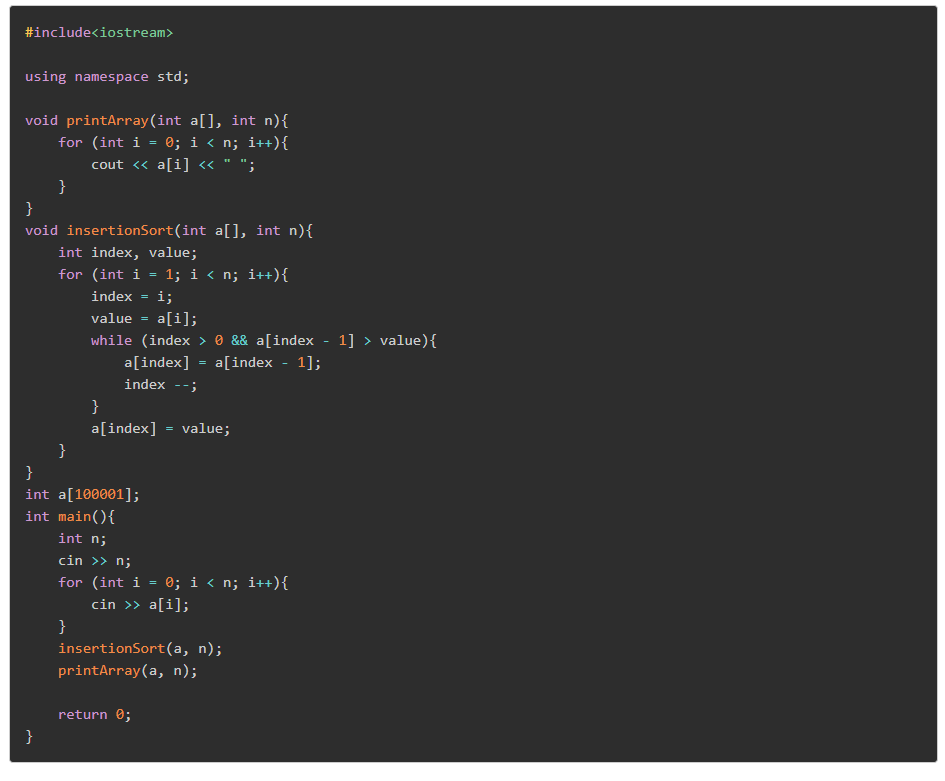 #include<iostream>

using namespace std;

void printArray(int a[], int n){
    for (int i = 0; i < n; i++){
        cout << a[i] << " ";
    }
}
void insertionSort(int a[], int n){
    int index, value;
    for (int i = 1; i < n; i++){
        index = i;
        value = a[i];
        while (index > 0 && a[index - 1] > value){
            a[index] = a[index - 1];
            index --;
        }
        a[index] = value;
    }
}
int a[100001];
int main(){
    int n;
    cin >> n;
    for (int i = 0; i < n; i++){
        cin >> a[i];
    }
    insertionSort(a, n);
    printArray(a, n);

    return 0;
}